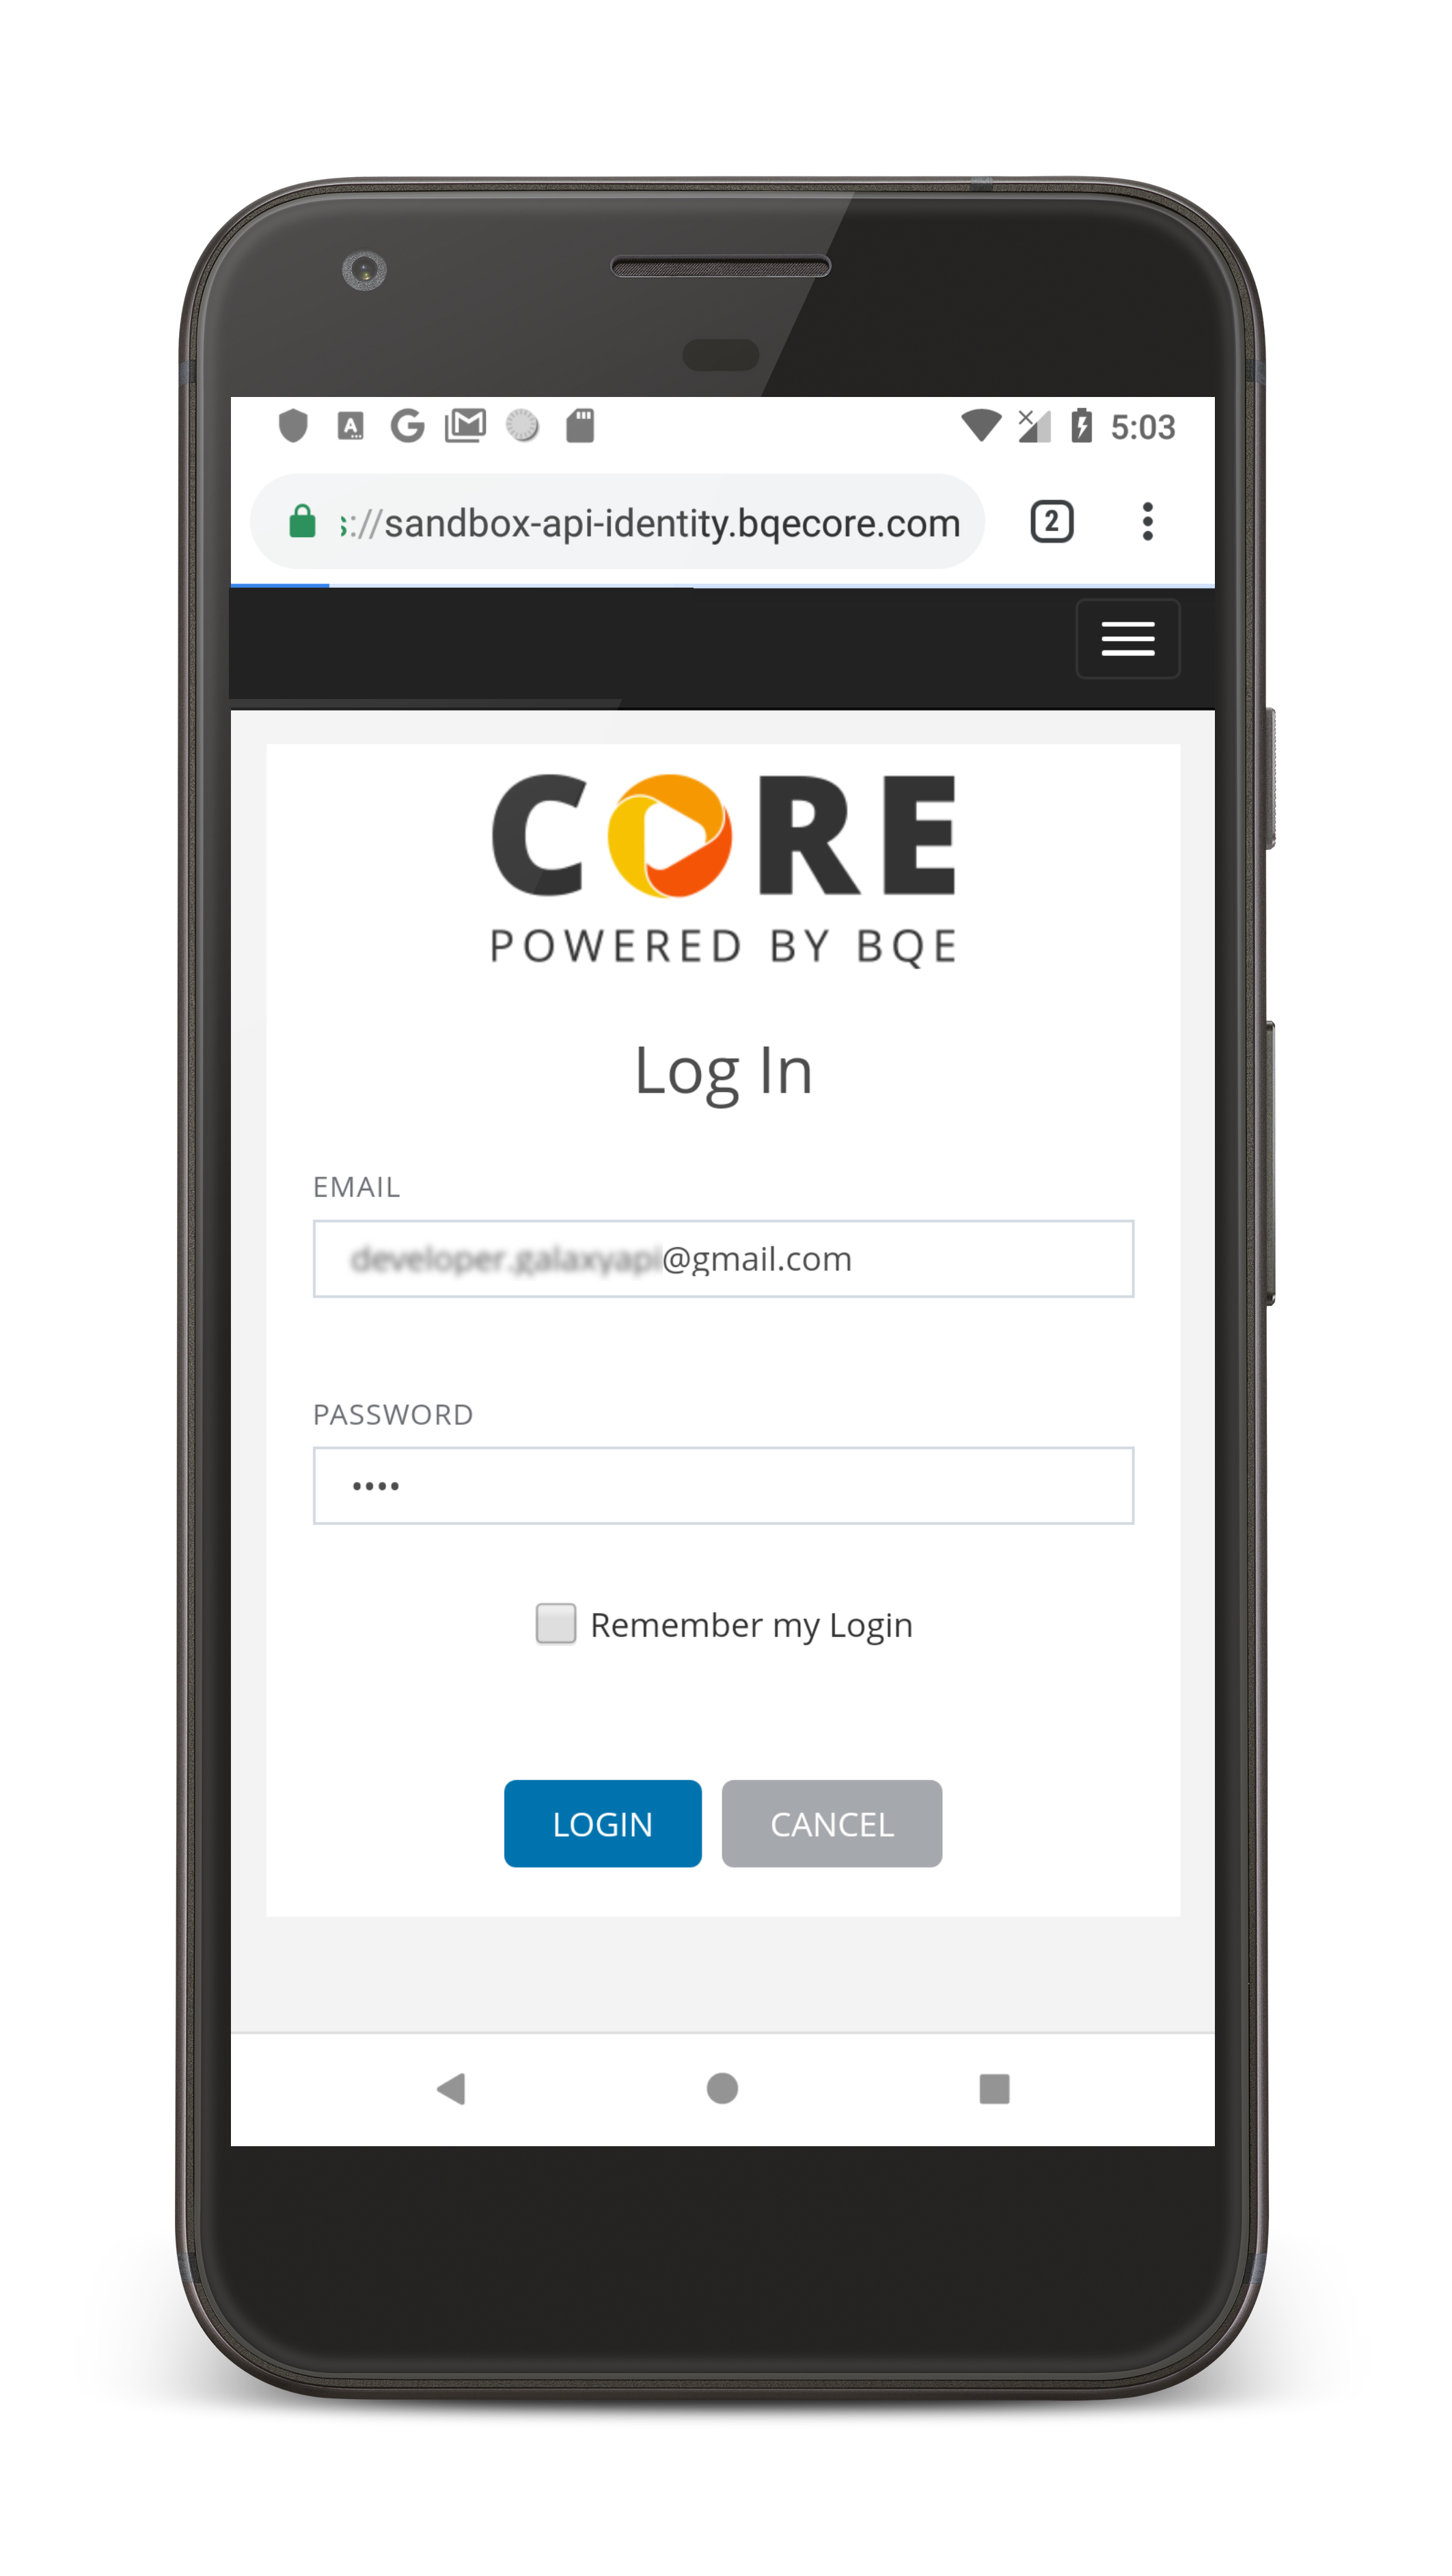 5:03
s://sandbox-api-identity.bqecore.com
2
CORE
POWERED BY BQE
Log In
EMAIL
@gmail.com
PASSWORD
Remember my Login
LOGIN
CANCEL